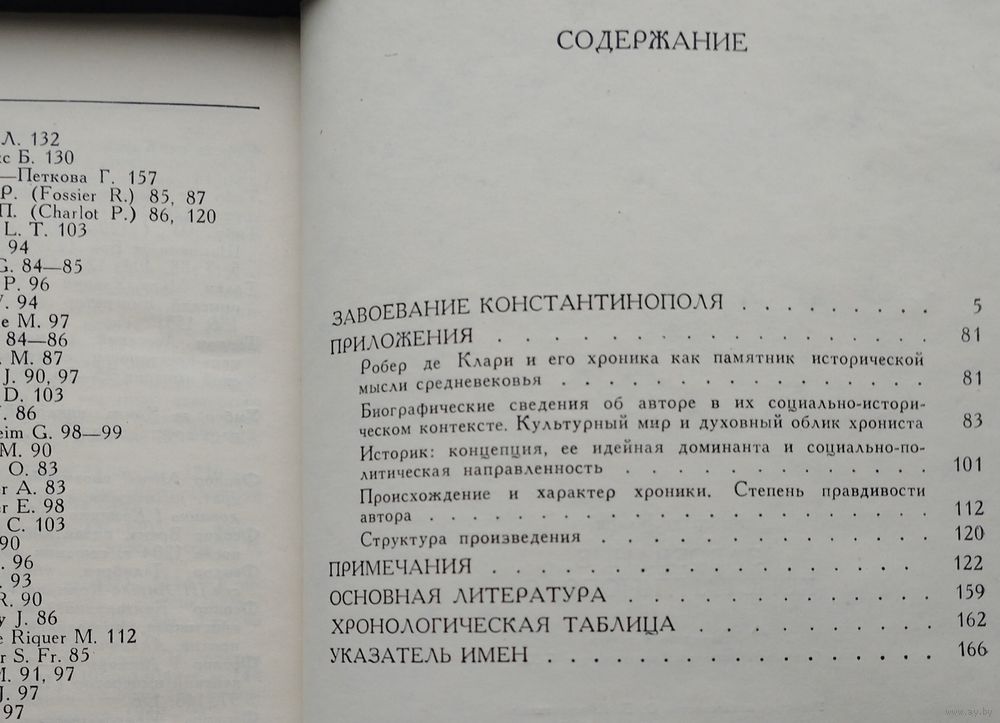 Л. 132
с Б. 130
—Петкова Г. 157
Р. (Fossier R.) 85, 87
П. (Charlot P.) 86, 120
L. T. 103
94
G. 84—85
P. 96
94
e M. 97
84—86
M. 87
J. 90, 97
D. 103
86
eim G. 98—99
M. 90
O. 83
r A. 83
r E. 98
C. 103
90
. 96
. 93
R. 90
y J. 86
e Riquer M. 112
r S. Fr. 85
M. 91, 97
J. 97
97
СОДЕРЖАНИЕ
ЗАВОЕВАНИЕ КОНСТАНТИНОПОЛЯ . . . . . . . . 5
ПРИЛОЖЕНИЯ . . . . . . . . . . . . . . . . 81
Робер де Клари и его хроника как памятник исторической
мысли средневековья . . . . . . . . . . . . . . 81
Биографические сведения об авторе в их социально-истори-
ческом контексте. Культурный мир и духовный облик хрониста 83
Историк: концепция, ее идейная доминанта и социально-по-
литическая направленность . . . . . . . . . . . 101
Происхождение и характер хроники. Степень правдивости
автора . . . . . . . . . . . . . . . . . . . 112
Структура произведения . . . . . . . . . . . . 120
ПРИМЕЧАНИЯ . . . . . . . . . . . . . . . . 122
ОСНОВНАЯ ЛИТЕРАТУРА . . . . . . . . . . . . 159
ХРОНОЛОГИЧЕСКАЯ ТАБЛИЦА . . . . . . . . . 162
УКАЗАТЕЛЬ ИМЕН . . . . . . . . . . . . . . 166
www.ay.by